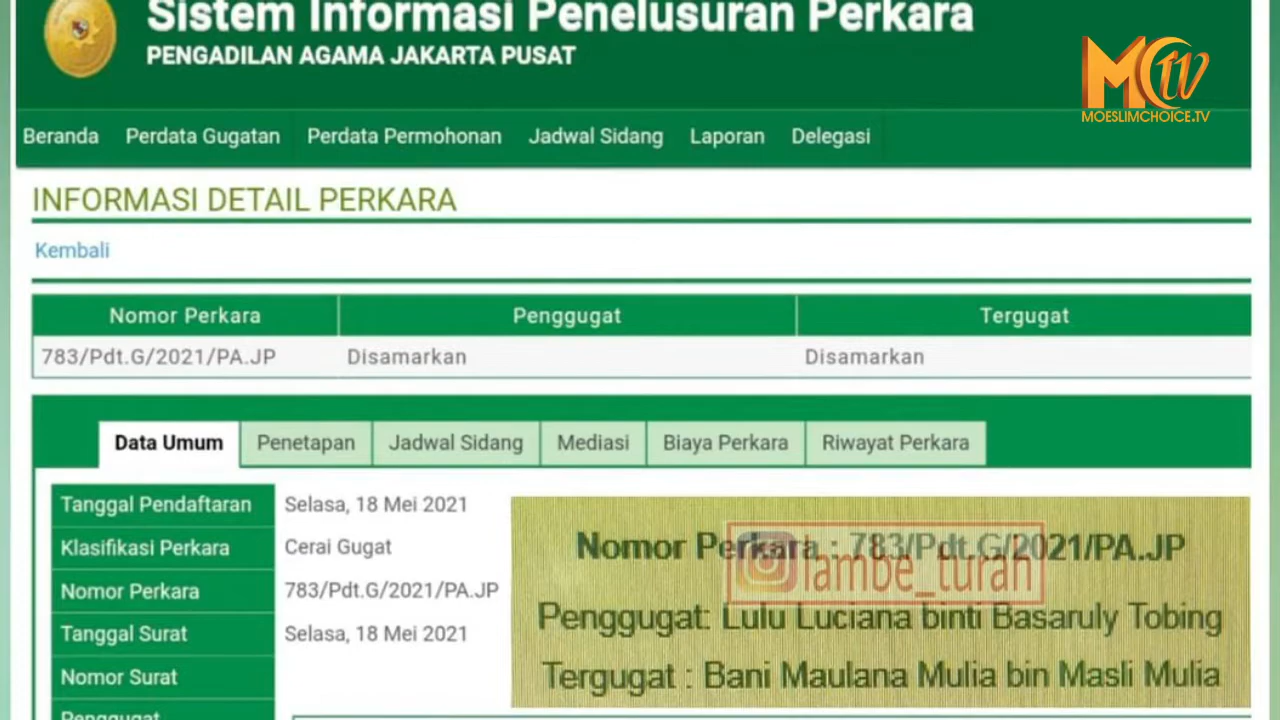 Sistem Informasi Penelusuran Perkara
PENGADILAN AGAMA JAKARTA PUSAT
MCTV
MOESLIMCHOICE.TV
Beranda Perdata Gugatan Perdata Permohonan Jadwal Sidang Laporan Delegasi
INFORMASI DETAIL PERKARA
Kembali
Nomor Perkara Penggugat Tergugat
783/Pdt.G/2021/PA.JP Disamarkan Disamarkan
Data Umum Penetapan Jadwal Sidang Mediasi Biaya Perkara Riwayat Perkara
Tanggal Pendaftaran Selasa, 18 Mei 2021
Klasifikasi Perkara Cerai Gugat
Nomor Perkara 783/Pdt.G/2021/PA.JP
Tanggal Surat Selasa, 18 Mei 2021
Nomor Surat
Penggugat
Nomor Perkara : 783/Pdt.G/2021/PA.JP
lambe_turah
Penggugat: Lulu Luciana binti Basaruly Tobing
Tergugat : Bani Maulana Mulia bin Masli Mulia